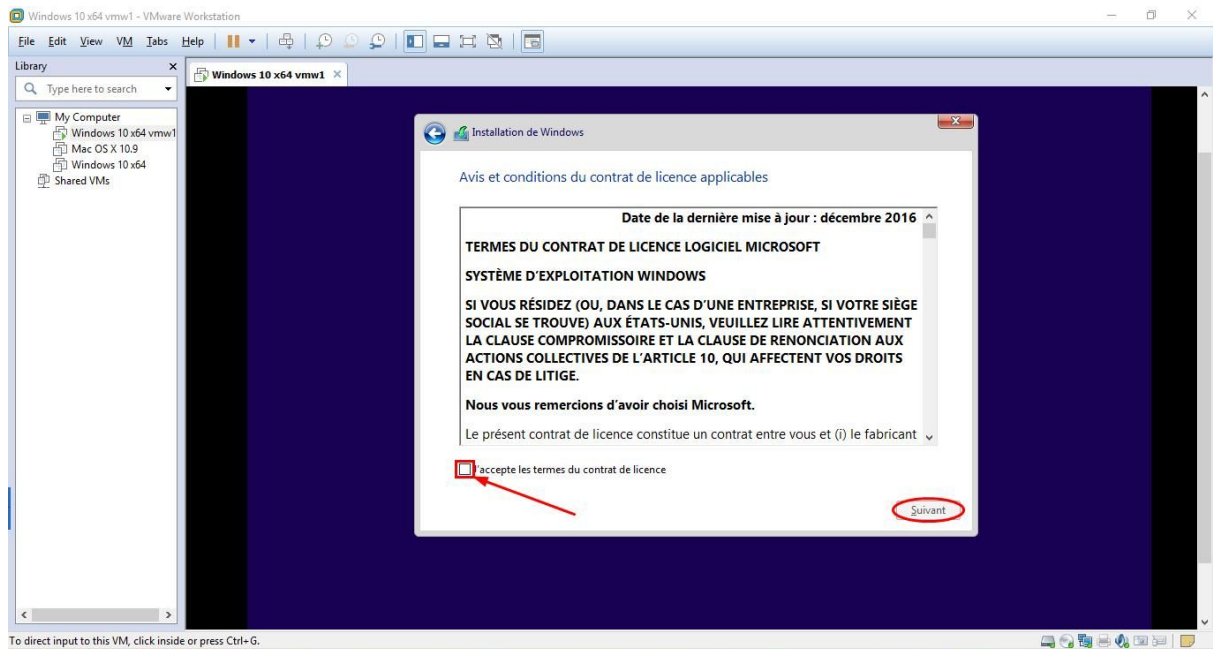 Windows 10 x64 vmw1 - VMware Workstation
File Edit View VM Tabs Help
Library
Type here to search
My Computer
Windows 10 x64 vmw1
Mac OS X 10.9
Windows 10 x64
Shared VMs
Windows 10 x64 vmw1
Installation de Windows
Avis et conditions du contrat de licence applicables
Date de la dernière mise à jour : décembre 2016
TERMES DU CONTRAT DE LICENCE LOGICIEL MICROSOFT
SYSTÈME D'EXPLOITATION WINDOWS
SI VOUS RÉSIDEZ (OU, DANS LE CAS D'UNE ENTREPRISE, SI VOTRE SIÈGE
SOCIAL SE TROUVE) AUX ÉTATS-UNIS, VEUILLEZ LIRE ATTENTIVEMENT
LA CLAUSE COMPROMISSOIRE ET LA CLAUSE DE RENONCIATION AUX
ACTIONS COLLECTIVES DE L'ARTICLE 10, QUI AFFECTENT VOS DROITS
EN CAS DE LITIGE.
Nous vous remercions d'avoir choisi Microsoft.
Le présent contrat de licence constitue un contrat entre vous et (i) le fabricant
J'accepte les termes du contrat de licence
Suivant
To direct input to this VM, click inside or press Ctrl+G.